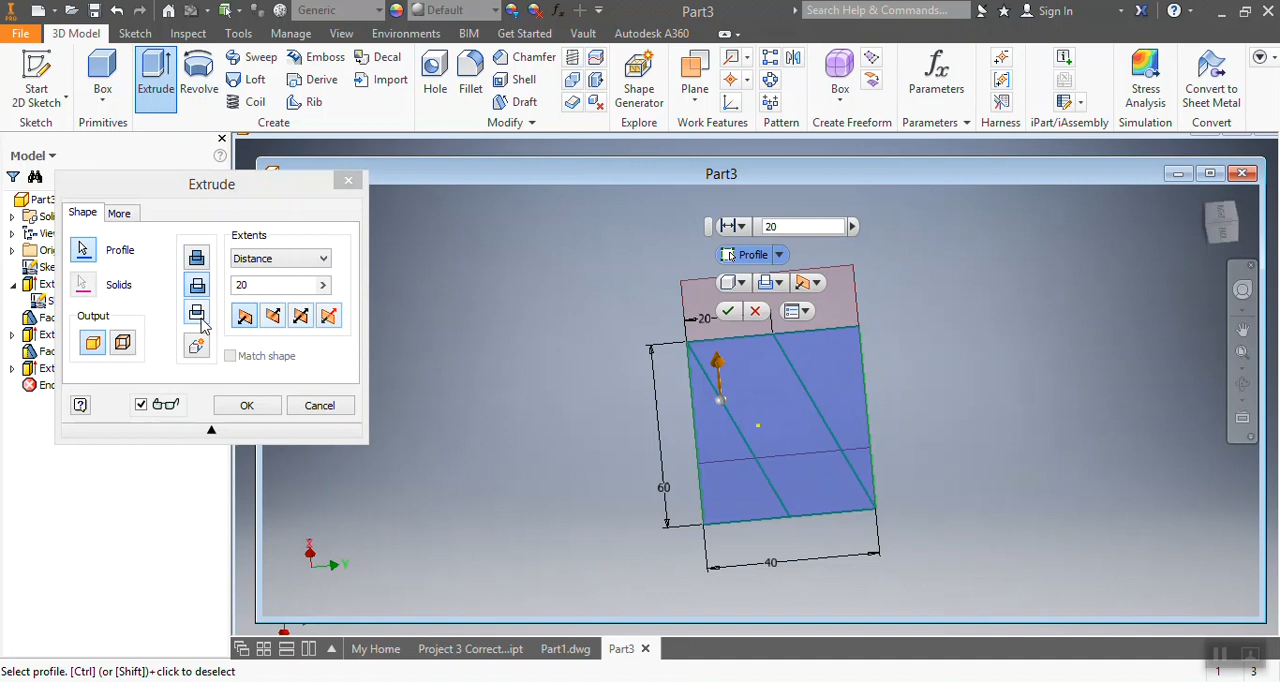 Generic
Default
Part3
Search Help & Commands...
Sign In
PRO
File
3D Model
Sketch
Inspect
Tools
Manage
View
Environments
BIM
Get Started
Vault
Autodesk A360
Start
2D Sketch
Box
Extrude
Revolve
Sweep
Loft
Coil
Emboss
Derive
Rib
Decal
Import
Hole
Fillet
Chamfer
Shell
Draft
Shape
Generator
Plane
Box
Parameters
Stress
Analysis
Convert to
Sheet Metal
Sketch
Primitives
Create
Modify
Explore
Work Features
Pattern
Create Freeform
Parameters
Harness
iPart/iAssembly
Simulation
Convert
Model
Part3
Extrude
Shape
More
Profile
Solids
Output
Extents
Distance
20
Match shape
OK
Cancel
Part3
20
Profile
20
60
40
My Home
Project 3 Correct...ipt
Part1.dwg
Part3
Select profile. [Ctrl] (or [Shift])+click to deselect
1
3